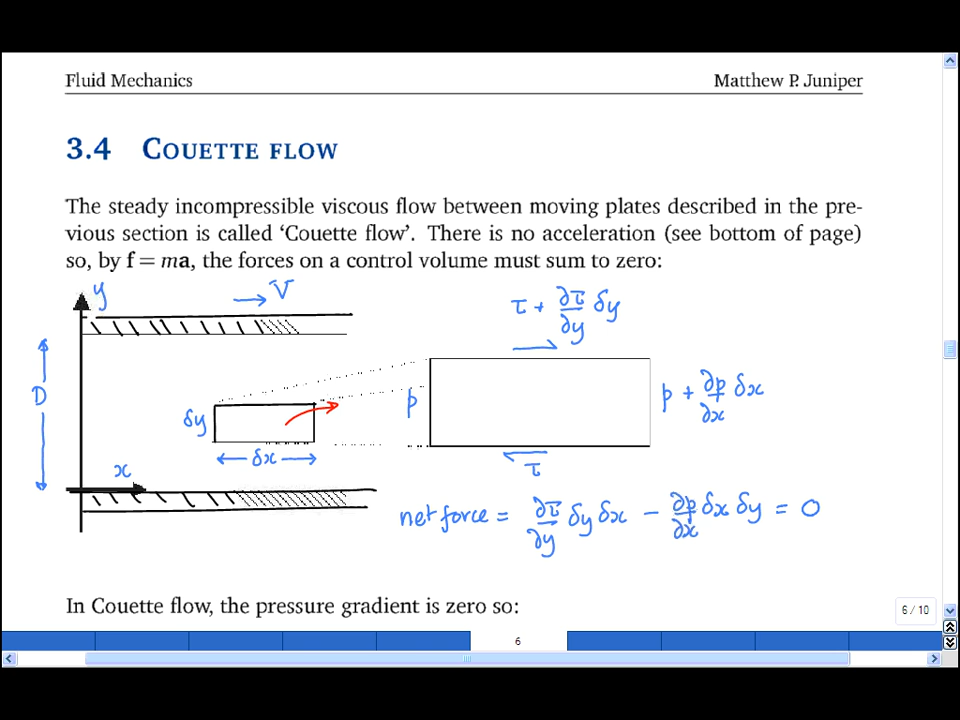 Fluid Mechanics Matthew P. Juniper
3.4 COUETTE FLOW
The steady incompressible viscous flow between moving plates described in the pre-
vious section is called ‘Couette flow’. There is no acceleration (see bottom of page)
so, by f = ma, the forces on a control volume must sum to zero:
y
V
τ + ∂τ/∂y δy
D
δy
p
p + ∂p/∂x δx
δx
x
τ
net force = ∂τ/∂y δy δx − ∂p/∂x δx δy = 0
In Couette flow, the pressure gradient is zero so:
6 / 10
6